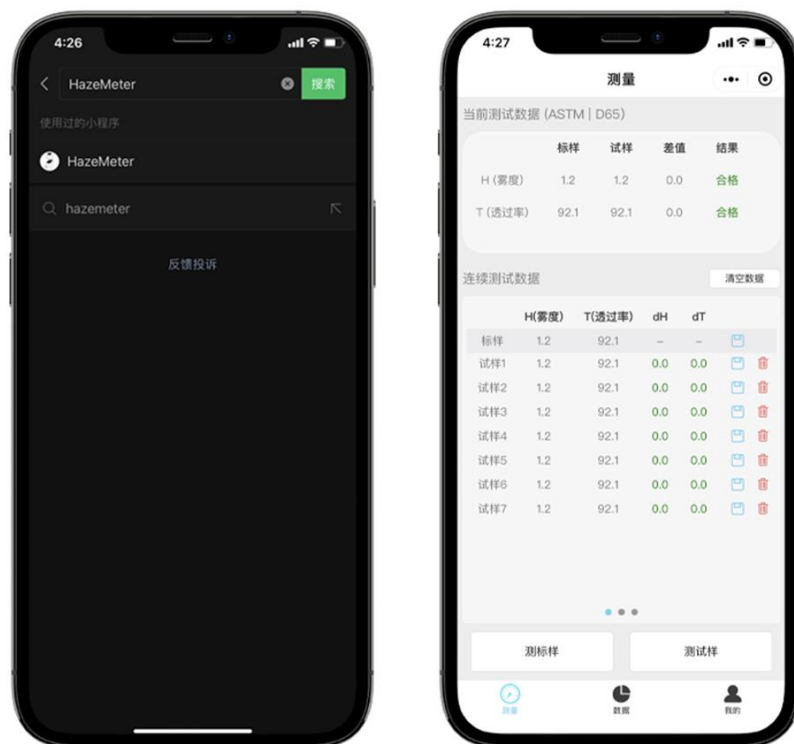 4:26
HazeMeter
搜索
使用过的小程序
HazeMeter
hazemeter
反馈投诉
4:27
测量
当前测试数据 (ASTM | D65)
标样 试样 差值 结果
H (雾度) 1.2 1.2 0.0 合格
T (透过率) 92.1 92.1 0.0 合格
连续测试数据 清空数据
H(雾度) T(透过率) dH dT
标样 1.2 92.1 – –
试样1 1.2 92.1 0.0 0.0
试样2 1.2 92.1 0.0 0.0
试样3 1.2 92.1 0.0 0.0
试样4 1.2 92.1 0.0 0.0
试样5 1.2 92.1 0.0 0.0
试样6 1.2 92.1 0.0 0.0
试样7 1.2 92.1 0.0 0.0
测标样 测试样
测量 数据 我的